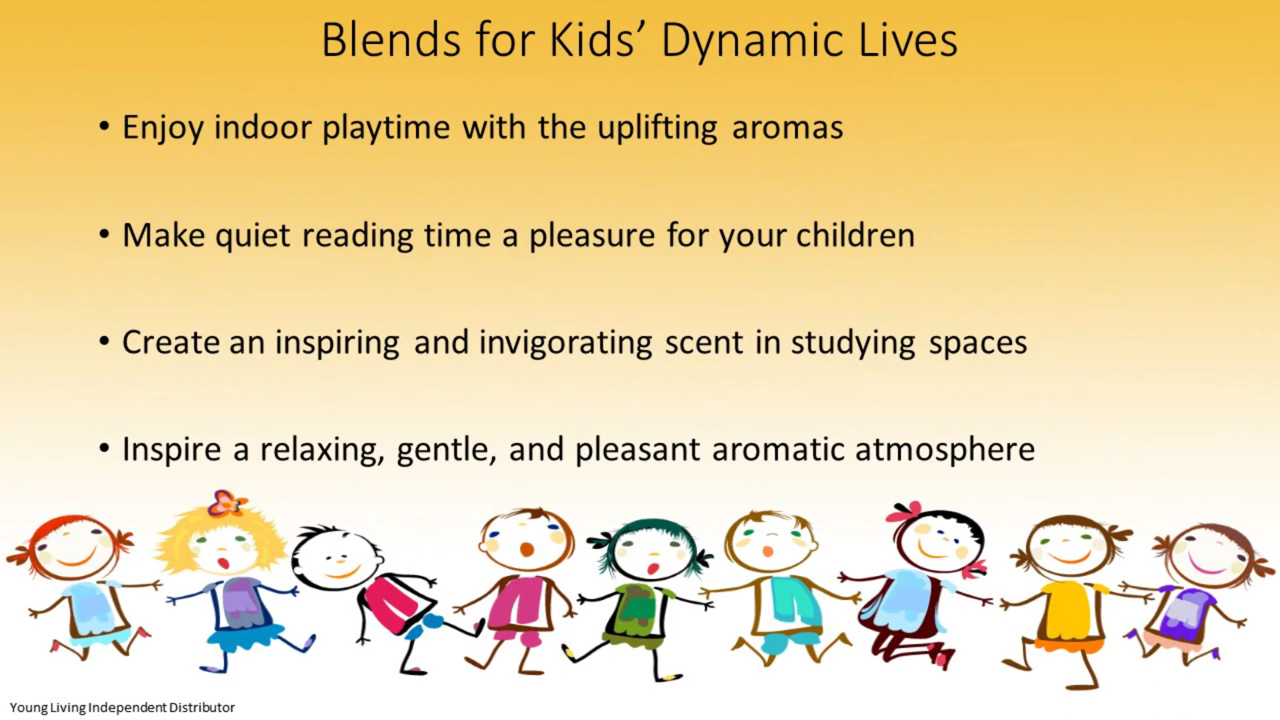 Blends for Kids’ Dynamic Lives
• Enjoy indoor playtime with the uplifting aromas
• Make quiet reading time a pleasure for your children
• Create an inspiring and invigorating scent in studying spaces
• Inspire a relaxing, gentle, and pleasant aromatic atmosphere
Young Living Independent Distributor